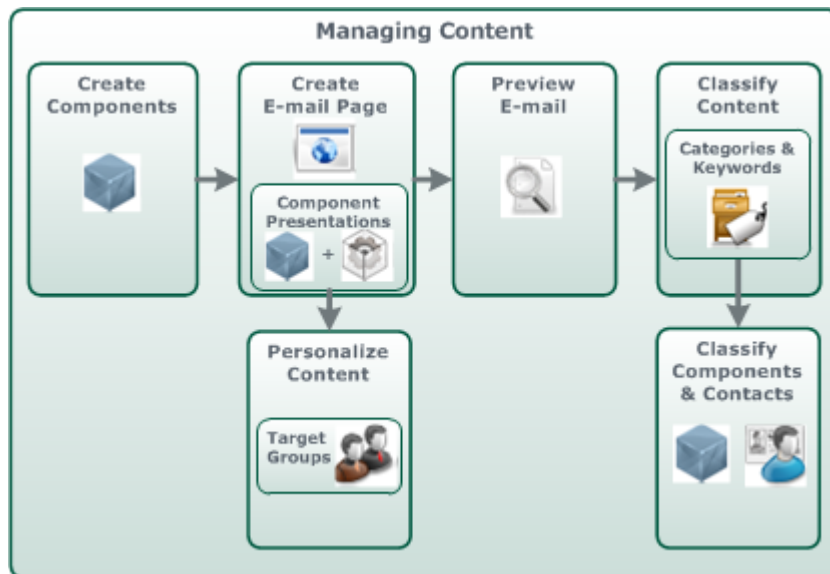 Managing Content
Create
Components
Create
E-mail Page
Component
Presentations
+
Preview
E-mail
Classify
Content
Categories &
Keywords
Personalize
Content
Target
Groups
Classify
Components
& Contacts